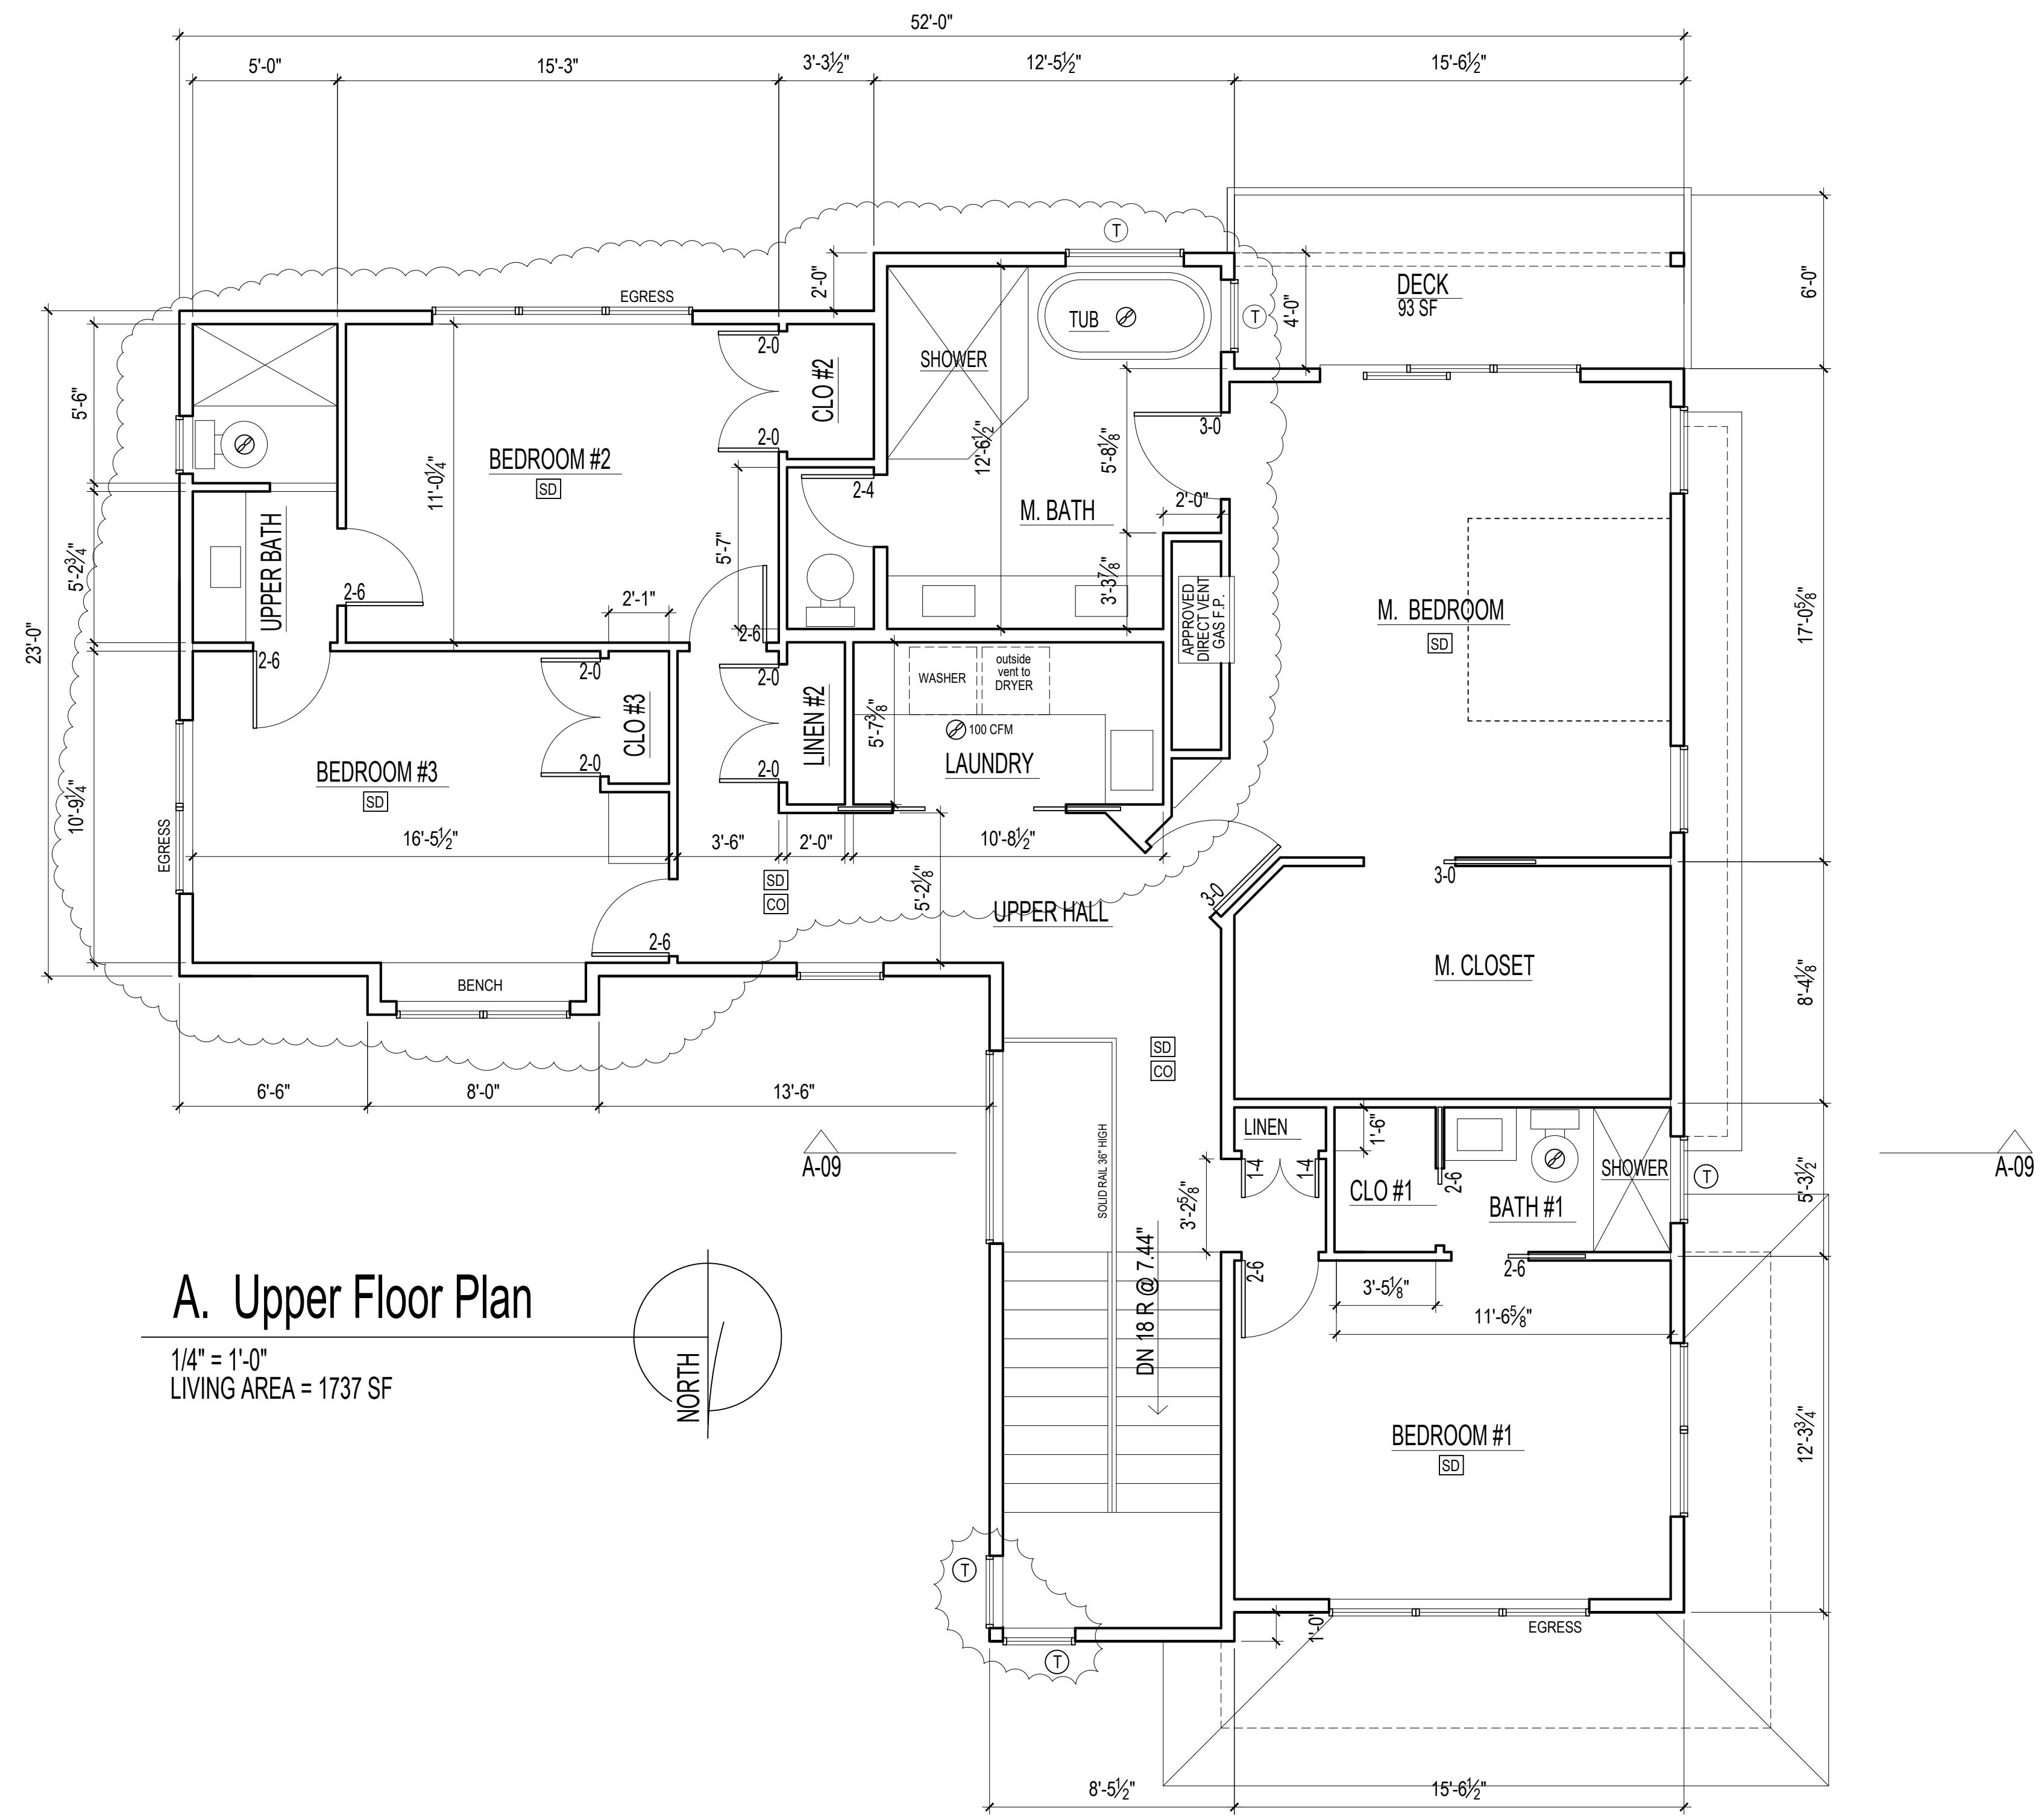 52'-0"
5'-0"
15'-3"
3'-3½"
12'-5½"
15'-6½"
T
2'-0"
EGRESS
TUB
T
4'-0"
DECK
93 SF
6'-0"
2-0
CLO #2
SHOWER
5'-6"
2-0
12'-6½"
5'-8⅛"
3-0
BEDROOM #2
SD
11'-0¼"
2-4
M. BATH
2'-0"
UPPER BATH
5'-2¾"
5'-7"
2-6
2'-1"
3'-3⅞"
APPROVED
DIRECT VENT
GAS F.P.
M. BEDROOM
SD
17'-0⅝"
23'-0"
2-6
2-6
2-0
CLO #3
2-0
2-0
LINEN #2
2-0
WASHER
outside
vent to
DRYER
100 CFM
5'-7⅜"
LAUNDRY
BEDROOM #3
SD
10'-9¼"
EGRESS
16'-5½"
3'-6"
2'-0"
10'-8½"
SD
CO
5'-2⅛"
UPPER HALL
3-0
3-0
2-6
M. CLOSET
8'-4⅛"
BENCH
SD
CO
6'-6"
8'-0"
13'-6"
SOLID RAIL 36" HIGH
LINEN
1-4
1-4
1'-6"
CLO #1
2-6
BATH #1
SHOWER
T
5'-3½"
A-09
A-09
3'-2⅝"
DN 18 R @ 7.44"
2-6
2-6
3'-5⅛"
11'-6⅝"
A. Upper Floor Plan
1/4" = 1'-0"
LIVING AREA = 1737 SF
NORTH
BEDROOM #1
SD
12'-3¾"
T
T
1'-0"
EGRESS
8'-5½"
15'-6½"